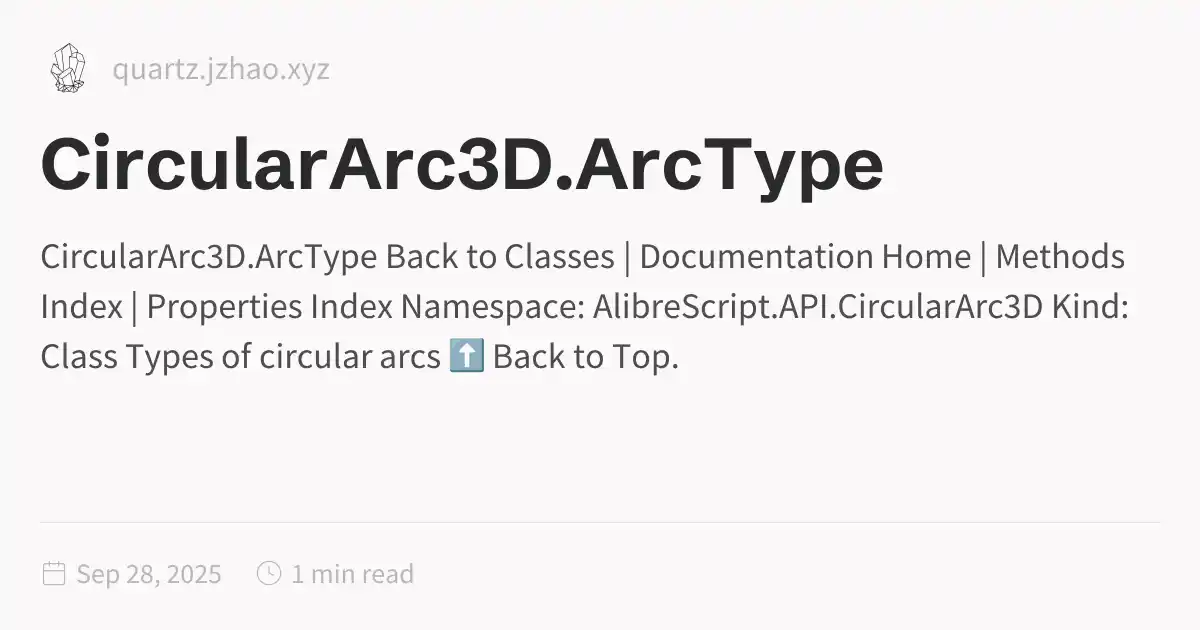 quartz.jzhao.xyz
CircularArc3D.ArcType
CircularArc3D.ArcType Back to Classes | Documentation Home | Methods
Index | Properties Index Namespace: AlibreScript.API.CircularArc3D Kind:
Class Types of circular arcs ⬆️ Back to Top.
Sep 28, 2025 1 min read